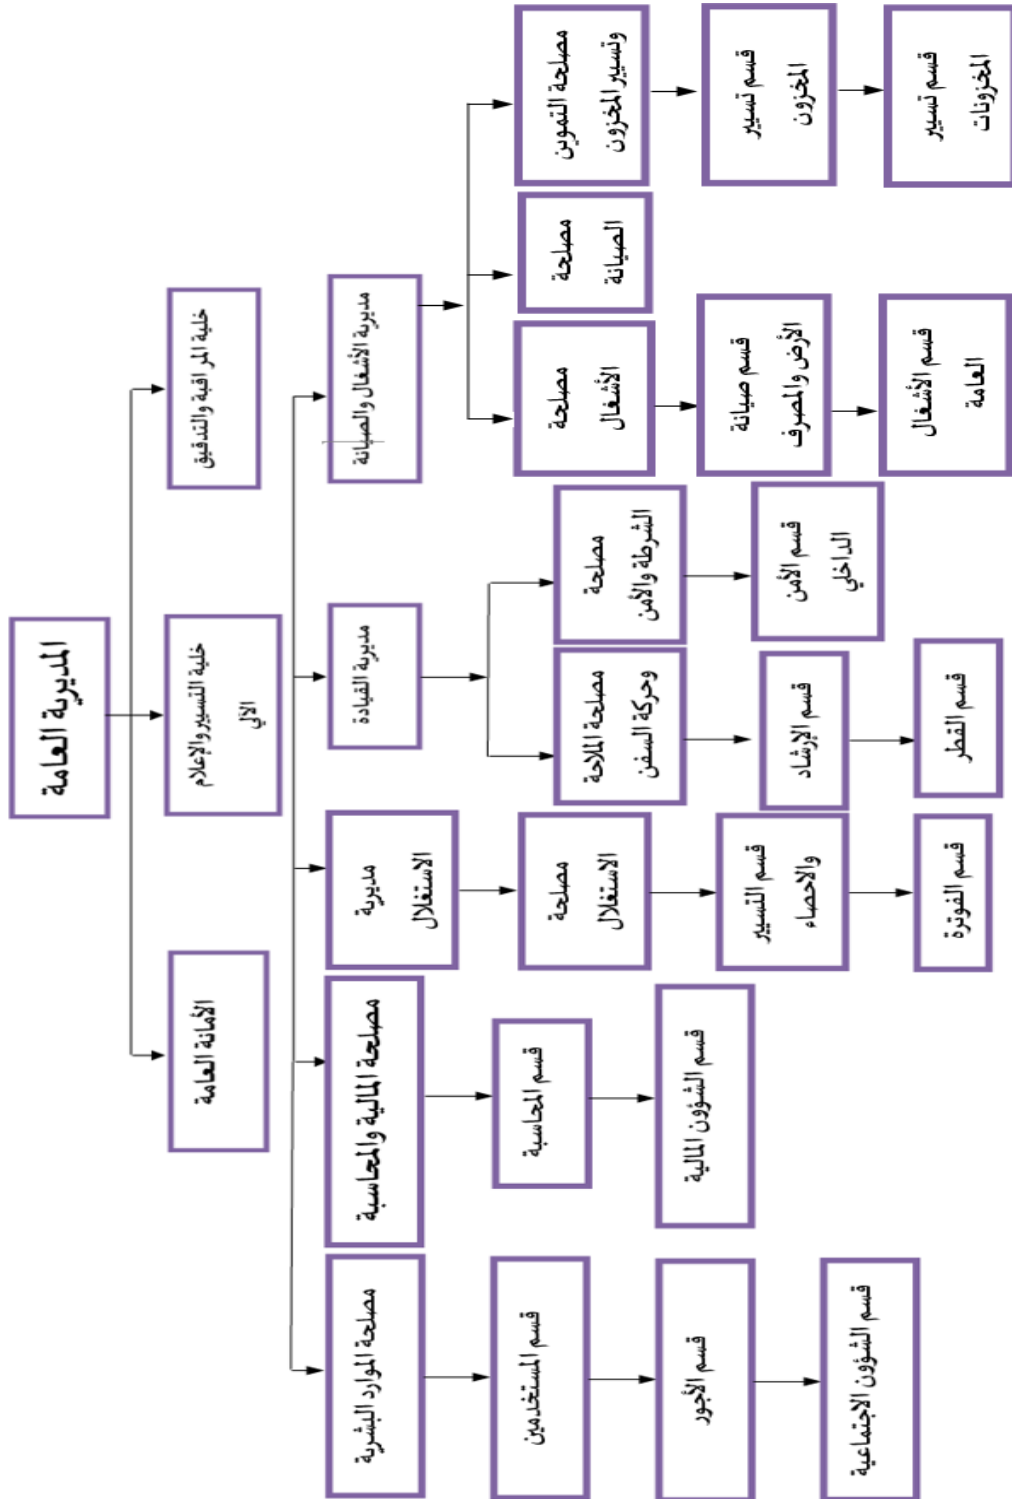 المديرية العامة
خلية المراقبة والتدقيق
خلية التسيير والإعلام
الآلي
الأمانة العامة
مديرية الأشغال والصيانة
مديرية القيادة
مديرية
الاستغلال
مصلحة المالية والمحاسبة
مصلحة الموارد البشرية
مصلحة التموين
وتسيير المخزون
مصلحة
الصيانة
مصلحة
الأشغال
مصلحة
الشرطة والأمن
مصلحة الملاحة
وحركة السفن
مصلحة
الاستغلال
قسم المحاسبة
قسم المستخدمين
قسم تسيير
المخزون
قسم صيانة
الأرض والمصرف
قسم الأمن
الداخلي
قسم الإرشاد
قسم التسيير
والاحصاء
قسم الشؤون المالية
قسم الأجور
قسم تسيير
المخزونات
قسم الأشغال
العامة
قسم القطر
قسم الفوترة
قسم الشؤون الاجتماعية